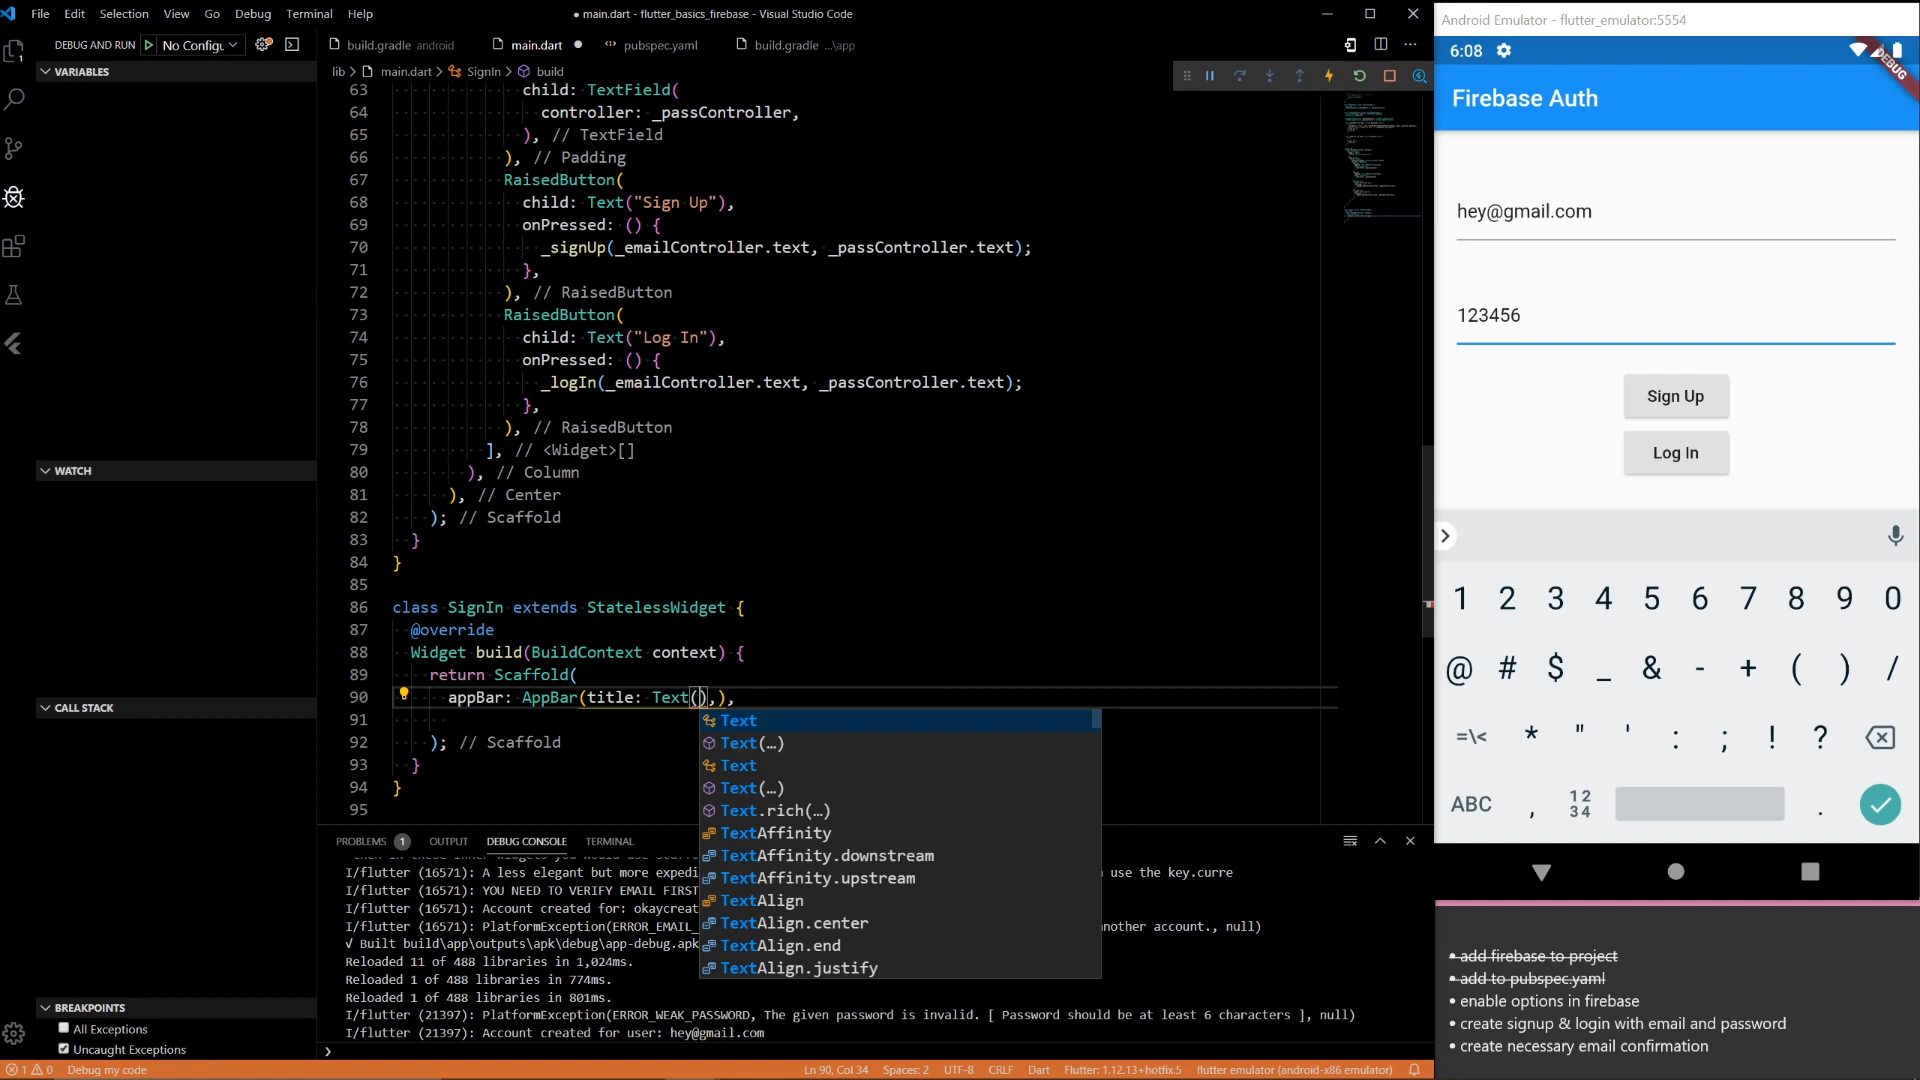 File Edit Selection View Go Debug Terminal Help
● main.dart - flutter_basics_firebase - Visual Studio Code
DEBUG AND RUN No Configu
build.gradle android
main.dart
pubspec.yaml
build.gradle ...\app
VARIABLES
lib > main.dart > SignIn > build
63 child: TextField(
64 controller: _passController,
65 ), // TextField
66 ), // Padding
67 RaisedButton(
68 child: Text("Sign Up"),
69 onPressed: () {
70 _signUp(_emailController.text, _passController.text);
71 },
72 ), // RaisedButton
73 RaisedButton(
74 child: Text("Log In"),
75 onPressed: () {
76 _logIn(_emailController.text, _passController.text);
77 },
78 ), // RaisedButton
79 ], // <Widget>[]
80 ), // Column
81 ), // Center
82 ); // Scaffold
83 }
84 }
85
86 class SignIn extends StatelessWidget {
87 @override
88 Widget build(BuildContext context) {
89 return Scaffold(
90 appBar: AppBar(title: Text(),),
91
92 ); // Scaffold
93 }
94 }
95
Text
Text(…)
Text
Text(…)
Text.rich(…)
TextAffinity
TextAffinity.downstream
TextAffinity.upstream
TextAlign
TextAlign.center
TextAlign.end
TextAlign.justify
WATCH
CALL STACK
BREAKPOINTS
All Exceptions
Uncaught Exceptions
PROBLEMS 1 OUTPUT DEBUG CONSOLE TERMINAL
I/flutter (16571): A less elegant but more expedi use the key.curre
I/flutter (16571): YOU NEED TO VERIFY EMAIL FIRST
I/flutter (16571): Account created for: okaycreat
I/flutter (16571): PlatformException(ERROR_EMAIL_ nother account., null)
√ Built build\app\outputs\apk\debug\app-debug.apk
Reloaded 11 of 488 libraries in 1,024ms.
Reloaded 1 of 488 libraries in 774ms.
Reloaded 1 of 488 libraries in 801ms.
I/flutter (21397): PlatformException(ERROR_WEAK_PASSWORD, The given password is invalid. [ Password should be at least 6 characters ], null)
I/flutter (21397): Account created for user: hey@gmail.com
1 0 Debug my code
Ln 90, Col 34 Spaces: 2 UTF-8 CRLF Dart Flutter: 1.12.13+hotfix.5 flutter emulator (android-x86 emulator)
Android Emulator - flutter_emulator:5554
6:08
DEBUG
Firebase Auth
hey@gmail.com
123456
Sign Up
Log In
1 2 3 4 5 6 7 8 9 0
@ # $ _ & - + ( ) /
=\< * " ' : ; ! ?
ABC , 12 34 .
• add firebase to project
• add to pubspec.yaml
• enable options in firebase
• create signup & login with email and password
• create necessary email confirmation